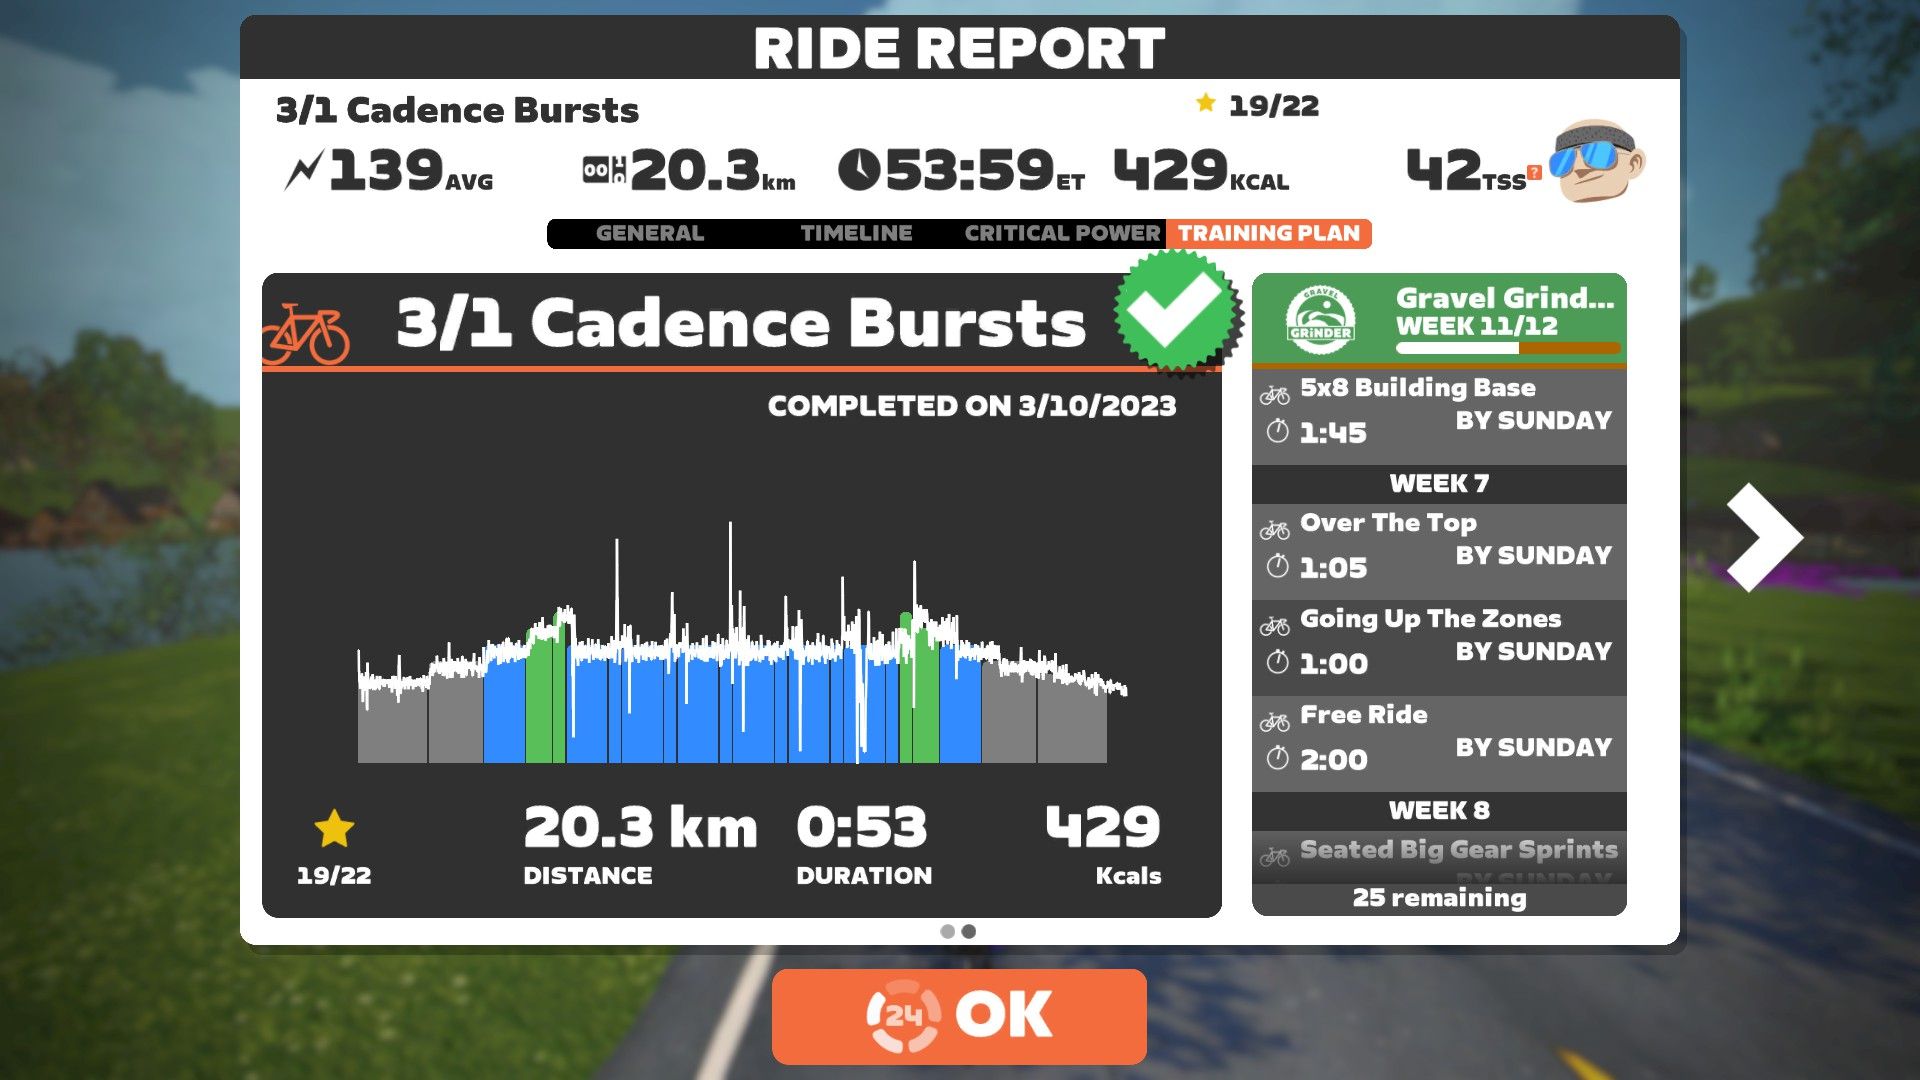 RIDE REPORT
3/1 Cadence Bursts
19/22
139AVG
20.3km
53:59ET
429KCAL
42TSS?
GENERAL
TIMELINE
CRITICAL POWER
TRAINING PLAN
3/1 Cadence Bursts
COMPLETED ON 3/10/2023
19/22
20.3 km
DISTANCE
0:53
DURATION
429
Kcals
GRAVEL
GRINDER
Gravel Grind...
WEEK 11/12
5x8 Building Base
BY SUNDAY
1:45
WEEK 7
Over The Top
BY SUNDAY
1:05
Going Up The Zones
BY SUNDAY
1:00
Free Ride
BY SUNDAY
2:00
WEEK 8
Seated Big Gear Sprints
BY SUNDAY
25 remaining
24
OK